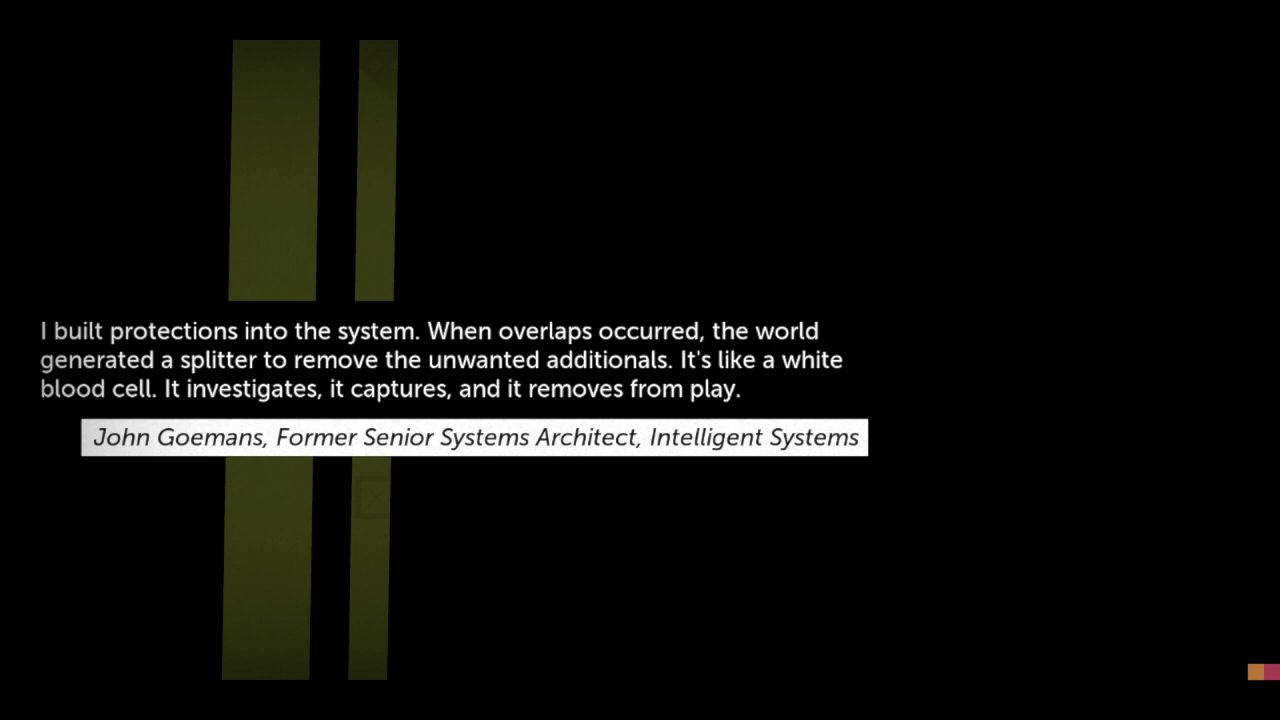 I built protections into the system. When overlaps occurred, the world
generated a splitter to remove the unwanted additionals. It's like a white
blood cell. It investigates, it captures, and it removes from play.
John Goemans, Former Senior Systems Architect, Intelligent Systems